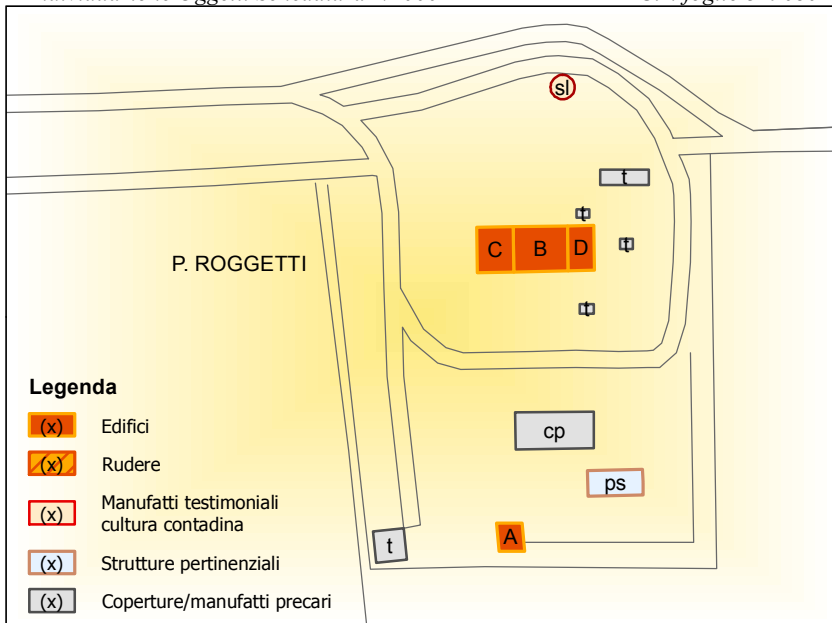 sl
t
t
t
C B D
P. ROGGETTI
t
Legenda
(x) Edifici
(x) Rudere
(x) Manufatti testimoniali
cultura contadina
(x) Strutture pertinenziali
(x) Coperture/manufatti precari
cp
ps
A
t